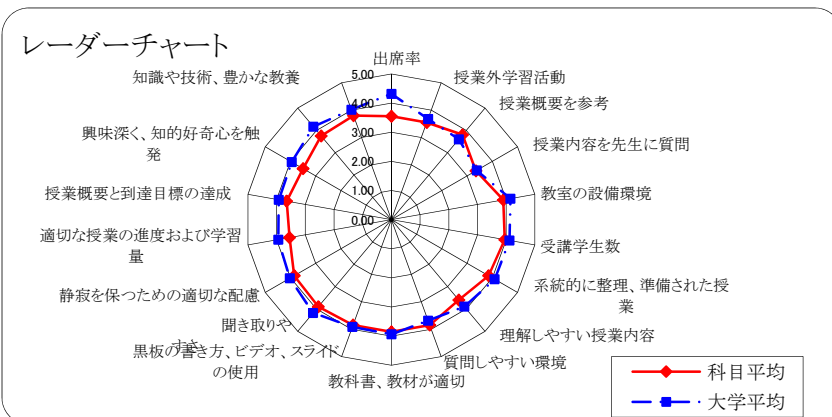 レーダーチャート
出席率
5.00
4.00
3.00
2.00
1.00
0.00
授業外学習活動
授業概要を参考
授業内容を先生に質問
教室の設備環境
受講学生数
系統的に整理、準備された授
業
理解しやすい授業内容
質問しやすい環境
教科書、教材が適切
黒板の書き方、ビデオ、スライド
の使用
聞き取りや
すさ
静寂を保つための適切な配慮
適切な授業の進度および学習
量
授業概要と到達目標の達成
興味深く、知的好奇心を触
発
知識や技術、豊かな教養
科目平均
大学平均